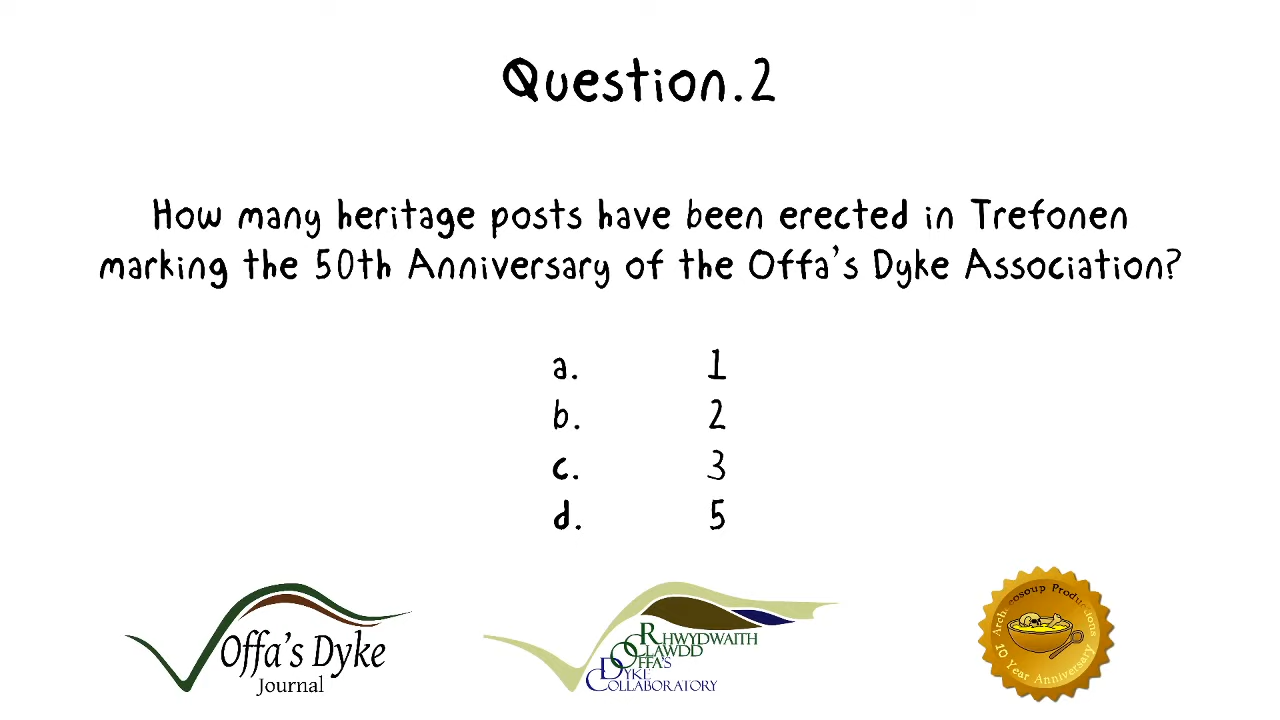 Question.2
How many heritage posts have been erected in Trefonen
marking the 50th Anniversary of the Offa's Dyke Association?
a. 1
b. 2
c. 3
d. 5
Offa's Dyke
Journal
RHWYDWAITH
CLAWDD
OFFA'S
DYKE
COLLABORATORY
Archaeosoup Productions
10 Year Anniversary